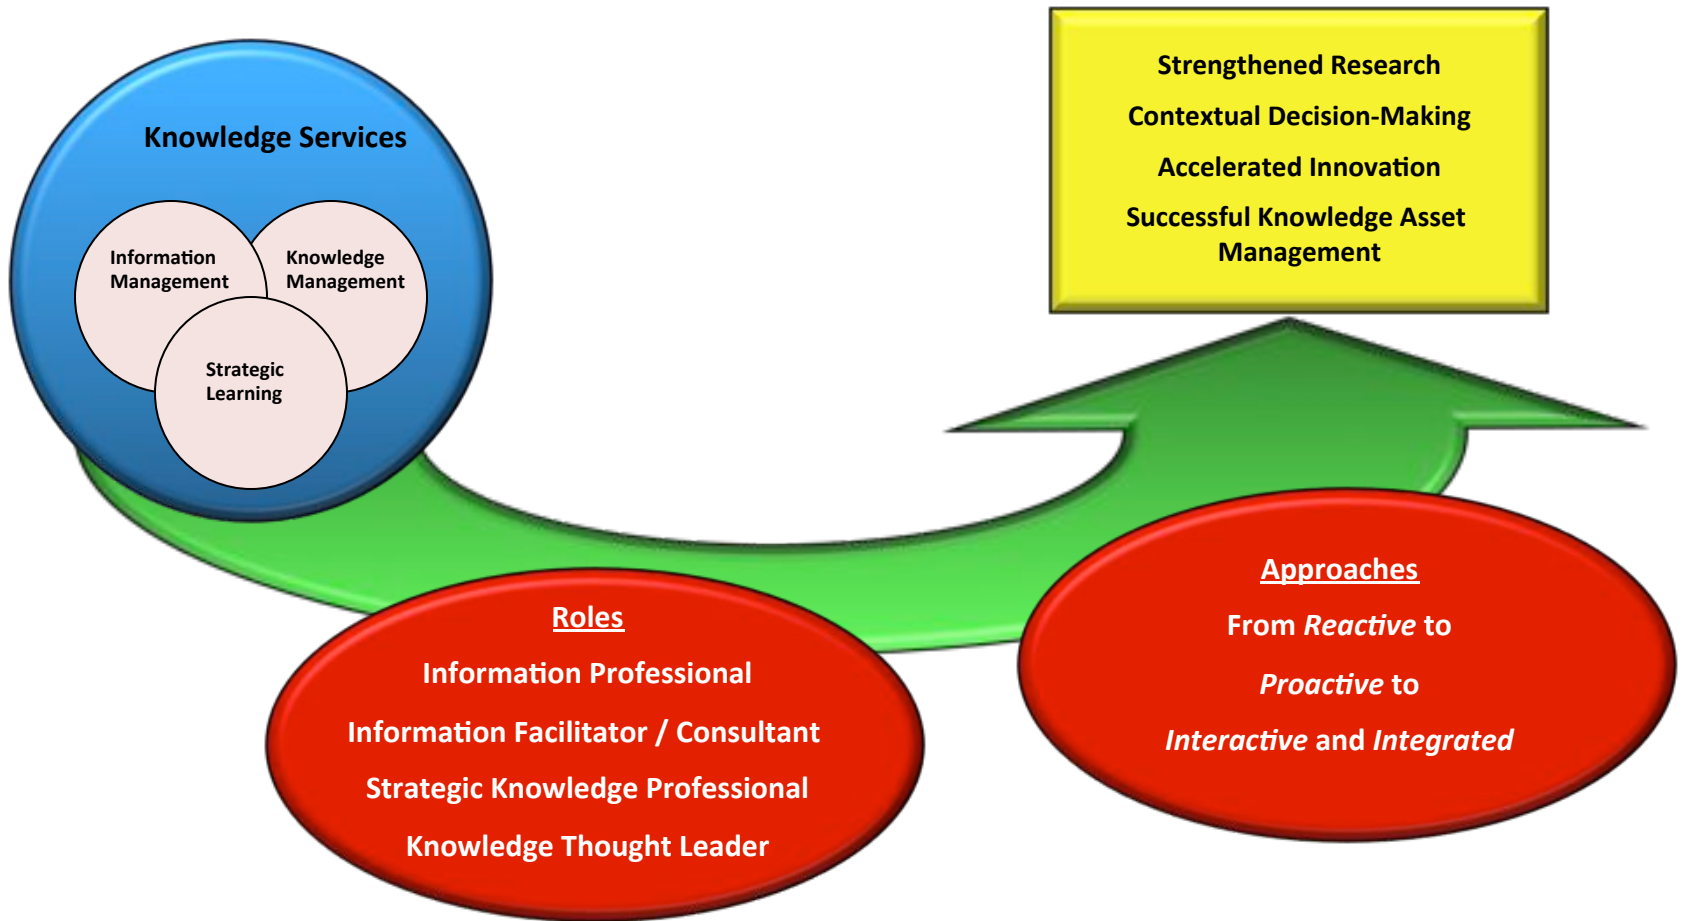 Knowledge Services
Information
Management
Knowledge
Management
Strategic
Learning
Strengthened Research
Contextual Decision-Making
Accelerated Innovation
Successful Knowledge Asset
Management
Roles
Information Professional
Information Facilitator / Consultant
Strategic Knowledge Professional
Knowledge Thought Leader
Approaches
From Reactive to
Proactive to
Interactive and Integrated